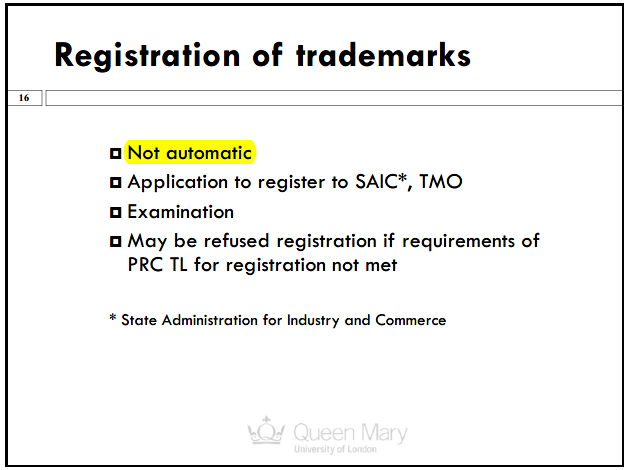 Registration of trademarks
16
Not automatic
Application to register to SAIC*, TMO
Examination
May be refused registration if requirements of
PRC TL for registration not met
* State Administration for Industry and Commerce
Queen Mary
University of London